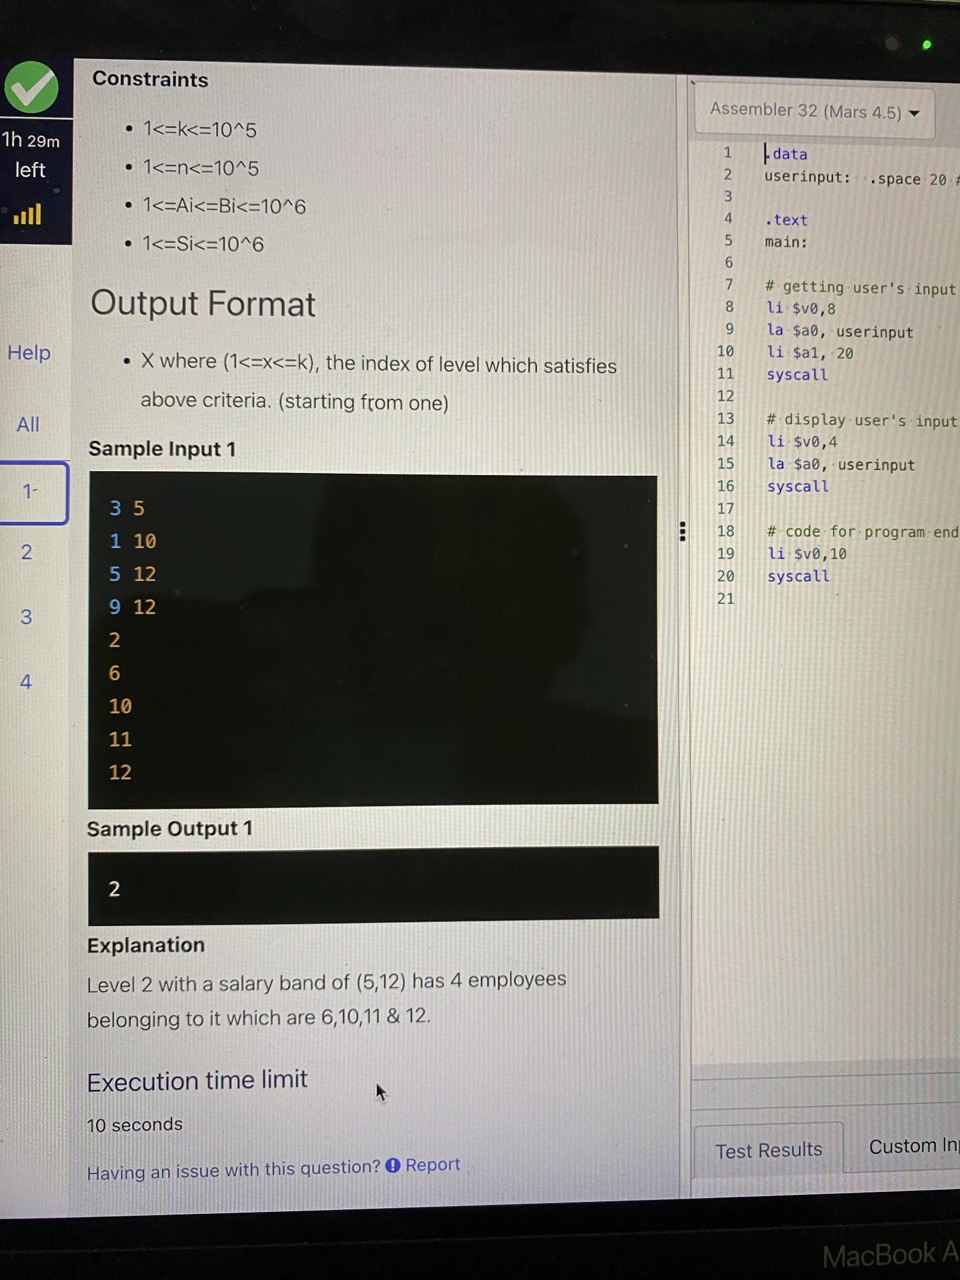 1h 29m
left
Help
All
1
2
3
4
Constraints
• 1<=k<=10^5
• 1<=n<=10^5
• 1<=Ai<=Bi<=10^6
• 1<=Si<=10^6
Output Format
• X where (1<=x<=k), the index of level which satisfies
above criteria. (starting from one)
Sample Input 1
3 5
1 10
5 12
9 12
2
6
10
11
12
Sample Output 1
2
Explanation
Level 2 with a salary band of (5,12) has 4 employees
belonging to it which are 6,10,11 & 12.
Execution time limit
10 seconds
Having an issue with this question? Report
Assembler 32 (Mars 4.5)
1 .data
2 userinput: .space 20 #
3
4 .text
5 main:
6
7 # getting user's input
8 li $v0,8
9 la $a0, userinput
10 li $a1, 20
11 syscall
12
13 # display user's input
14 li $v0,4
15 la $a0, userinput
16 syscall
17
18 # code for program end
19 li $v0,10
20 syscall
21
Test Results
Custom Inp
MacBook A